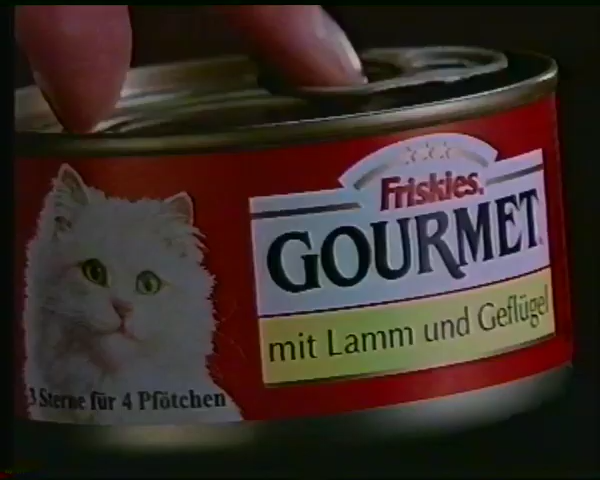 Friskies.
GOURMET
mit Lamm und Geflügel
3 Sterne für 4 Pfötchen